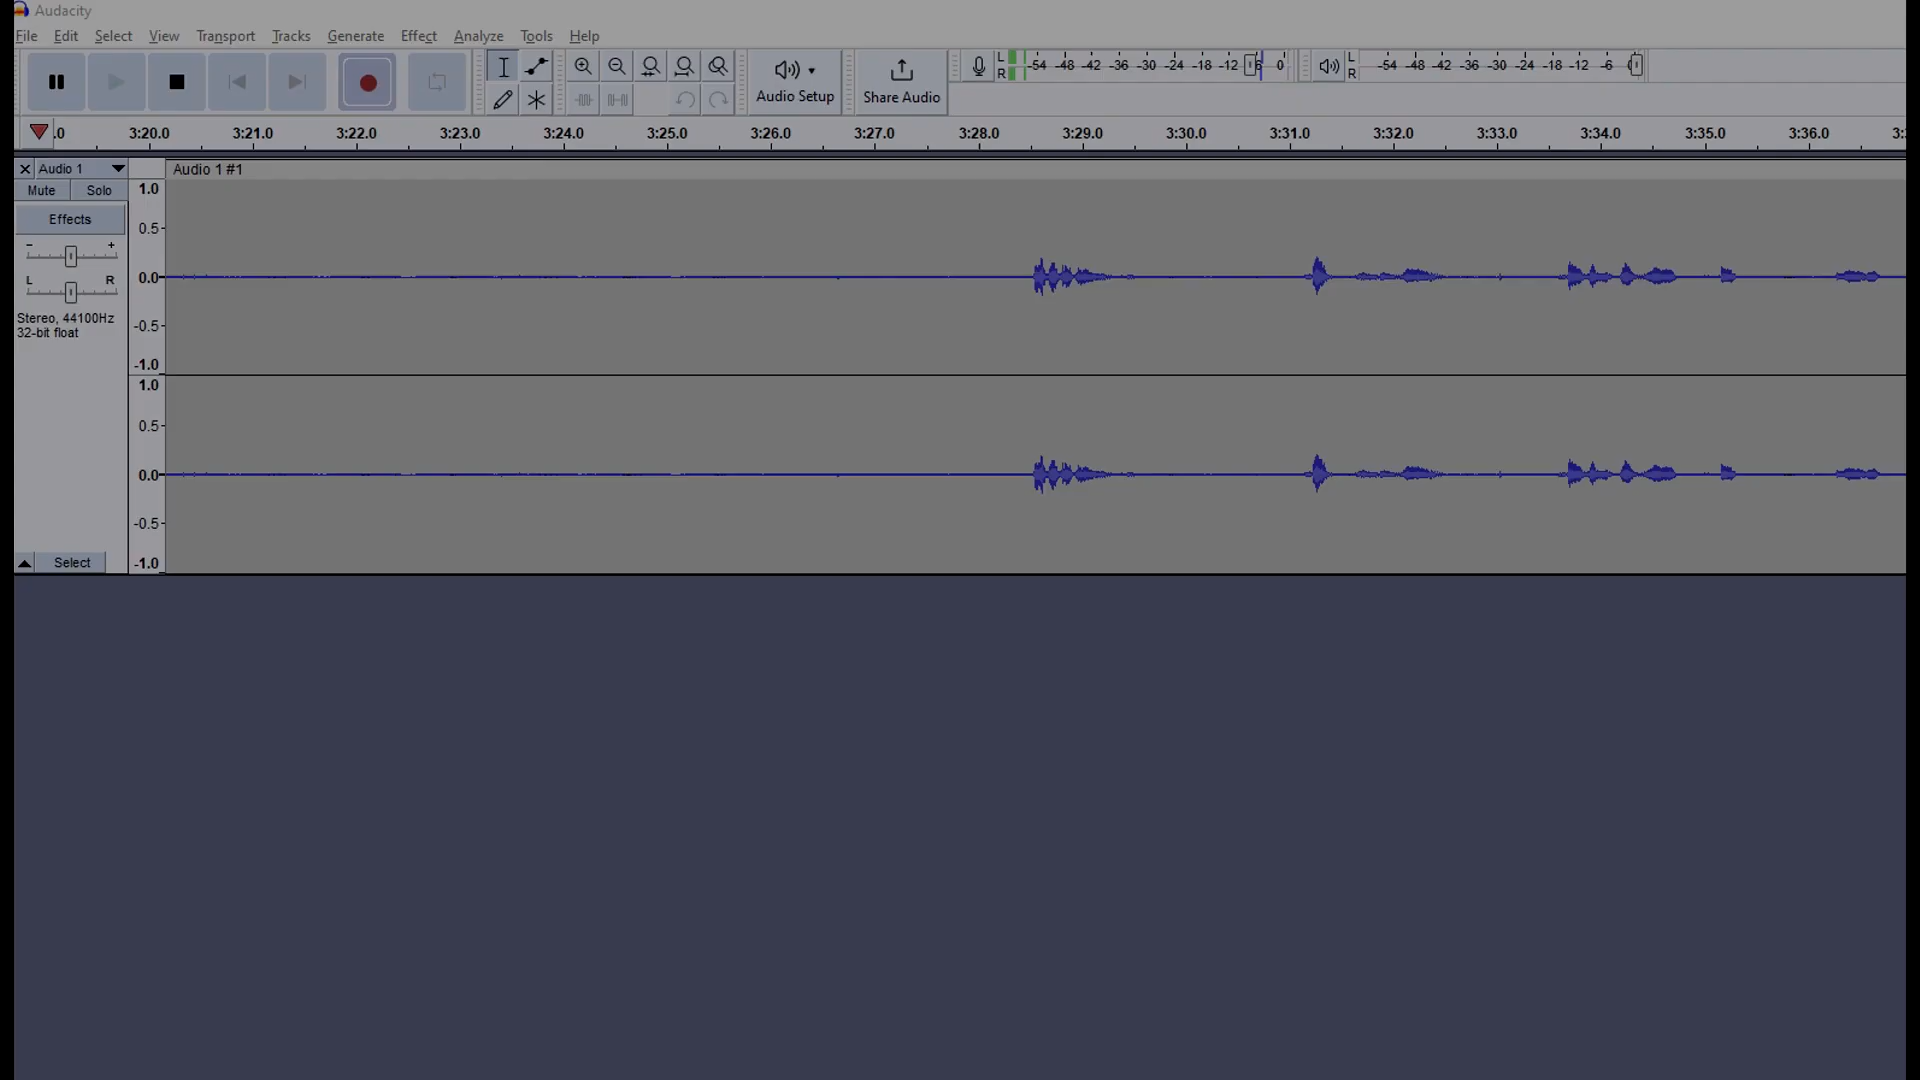 Audacity
File Edit Select View Transport Tracks Generate Effect Analyze Tools Help
L
R
-54 -48 -42 -36 -30 -24 -18 -12 0
L
R
-54 -48 -42 -36 -30 -24 -18 -12 -6
Audio Setup
Share Audio
.0 3:20.0 3:21.0 3:22.0 3:23.0 3:24.0 3:25.0 3:26.0 3:27.0 3:28.0 3:29.0 3:30.0 3:31.0 3:32.0 3:33.0 3:34.0 3:35.0 3:36.0
Audio 1
Audio 1 #1
Mute Solo
Effects
- +
L R
Stereo, 44100Hz
32-bit float
Select
1.0
0.5
0.0
-0.5
-1.0
1.0
0.5
0.0
-0.5
-1.0